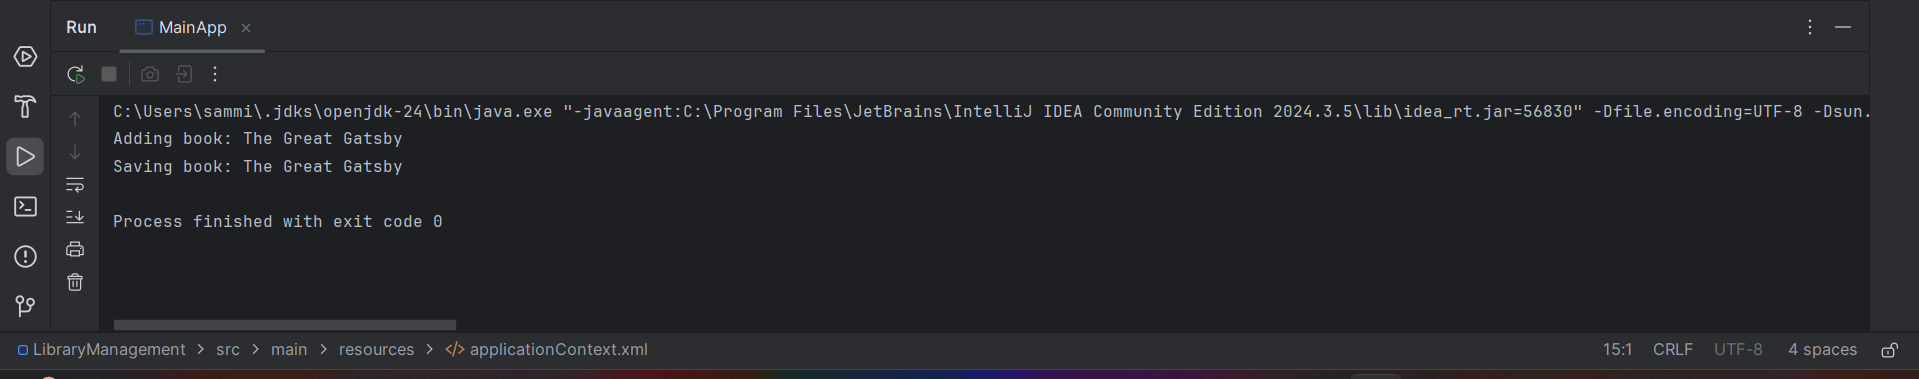 Run MainApp
C:\Users\sammi\.jdks\openjdk-24\bin\java.exe "-javaagent:C:\Program Files\JetBrains\IntelliJ IDEA Community Edition 2024.3.5\lib\idea_rt.jar=56830" -Dfile.encoding=UTF-8 -Dsun.
Adding book: The Great Gatsby
Saving book: The Great Gatsby
Process finished with exit code 0
LibraryManagement > src > main > resources > </> applicationContext.xml 15:1 CRLF UTF-8 4 spaces